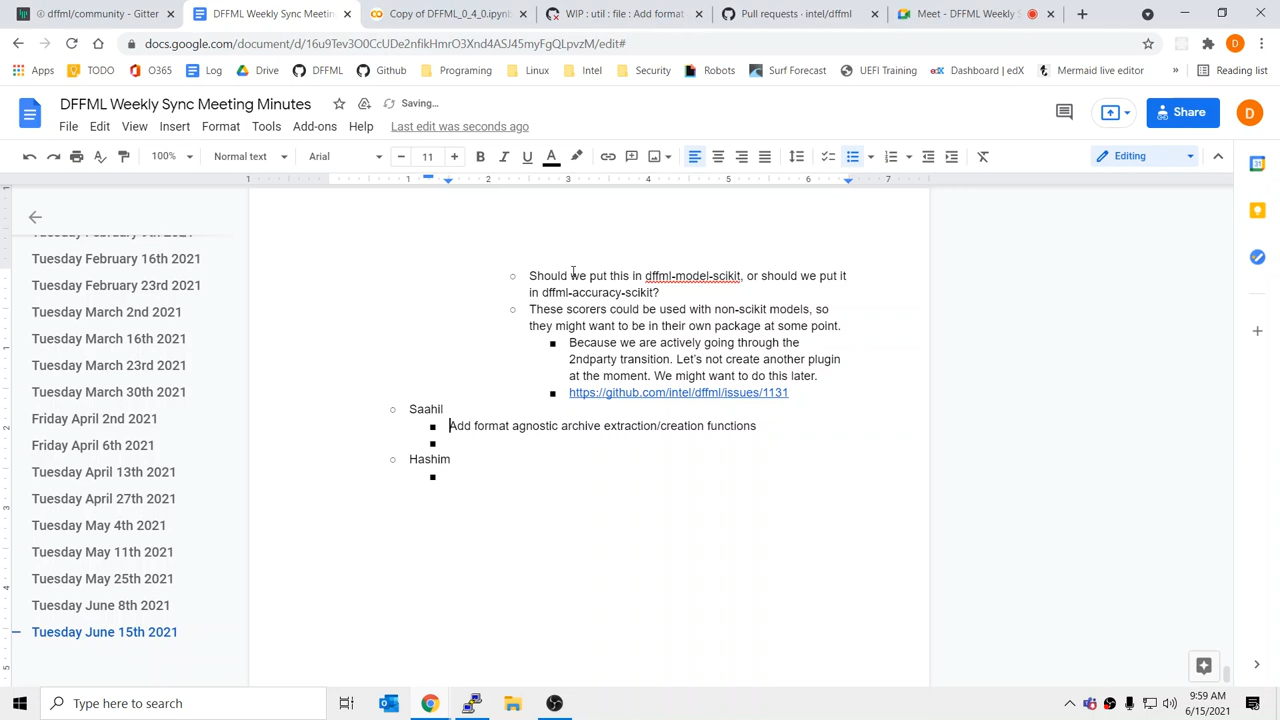 dffml/community - Gitter
DFFML Weekly Sync Meeting
Copy of DFFML_0_4_0.ipynb
WIP : util : file : Add format
Pull requests · intel/dffml
Meet - DFFML Weekly S
docs.google.com/document/d/16u9Tev3O0CcUDe2nfikHmrO3XrJ4ASJ45myFgQLpvzM/edit#
Apps TODO O365 Log Drive DFFML Github Programing Linux Intel Security Robots Surf Forecast UEFI Training Dashboard | edX Mermaid live editor » Reading list
DFFML Weekly Sync Meeting Minutes Saving…
File Edit View Insert Format Tools Add-ons Help Last edit was seconds ago
Share D
100% Normal text Arial 11 Editing
1 1 2 3 4 5 6 7
Tuesday February 16th 2021
Tuesday February 23rd 2021
Tuesday March 2nd 2021
Tuesday March 16th 2021
Tuesday March 23rd 2021
Tuesday March 30th 2021
Friday April 2nd 2021
Friday April 6th 2021
Tuesday April 13th 2021
Tuesday April 27th 2021
Tuesday May 4th 2021
Tuesday May 11th 2021
Tuesday May 25th 2021
Tuesday June 8th 2021
Tuesday June 15th 2021
○ Should we put this in dffml-model-scikit, or should we put it
in dffml-accuracy-scikit?
○ These scorers could be used with non-scikit models, so
they might want to be in their own package at some point.
■ Because we are actively going through the
2ndparty transition. Let's not create another plugin
at the moment. We might want to do this later.
■ https://github.com/intel/dffml/issues/1131
○ Saahil
■ Add format agnostic archive extraction/creation functions
■
○ Hashim
■
Type here to search
9:59 AM
6/15/2021